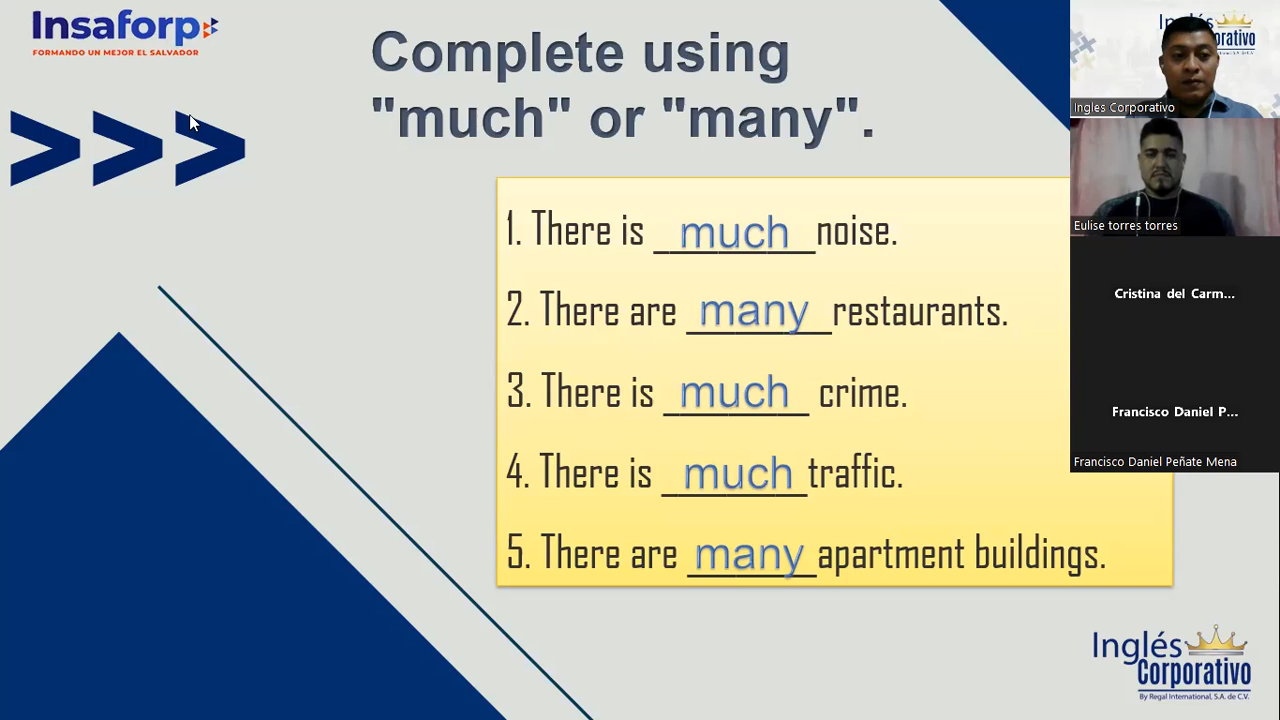 Insaforp
FORMANDO UN MEJOR EL SALVADOR
Complete using
"much" or "many".
1. There is much noise.
2. There are many restaurants.
3. There is much crime.
4. There is much traffic.
5. There are many apartment buildings.
Ingles Corporativo
Eulise torres torres
Cristina del Carm...
Francisco Daniel P...
Francisco Daniel Peñate Mena
Inglés
Corporativo
By Regal International, S.A. de C.V.